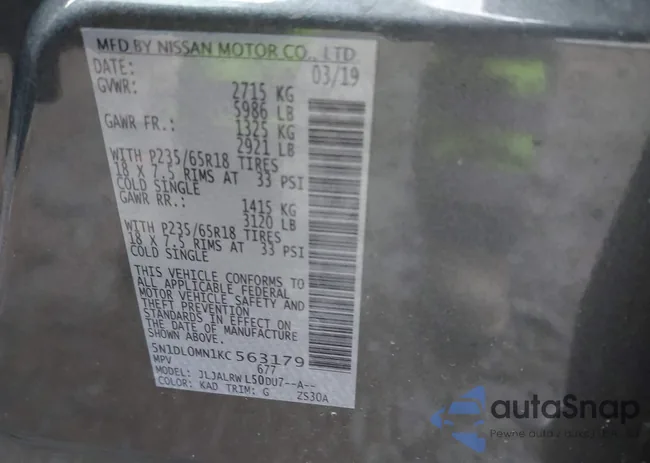 MFD BY NISSAN MOTOR CO., LTD
DATE: 03/19
GVWR: 2715 KG
5986 LB
GAWR FR.: 1325 KG
2921 LB
WITH P235/65R18 TIRES
18 X 7.5 RIMS AT 33 PSI
COLD SINGLE
GAWR RR.: 1415 KG
3120 LB
WITH P235/65R18 TIRES
18 X 7.5 RIMS AT 33 PSI
COLD SINGLE
THIS VEHICLE CONFORMS TO
ALL APPLICABLE FEDERAL
MOTOR VEHICLE SAFETY AND
THEFT PREVENTION
STANDARDS IN EFFECT ON
THE DATE OF MANUFACTURE
SHOWN ABOVE.
5N1DL0MN1KC563179
MPV 677
JLJALRWL50DU7--A--
COLOR: KAD TRIM: G ZS30A
autaSnap
Pewne auta z